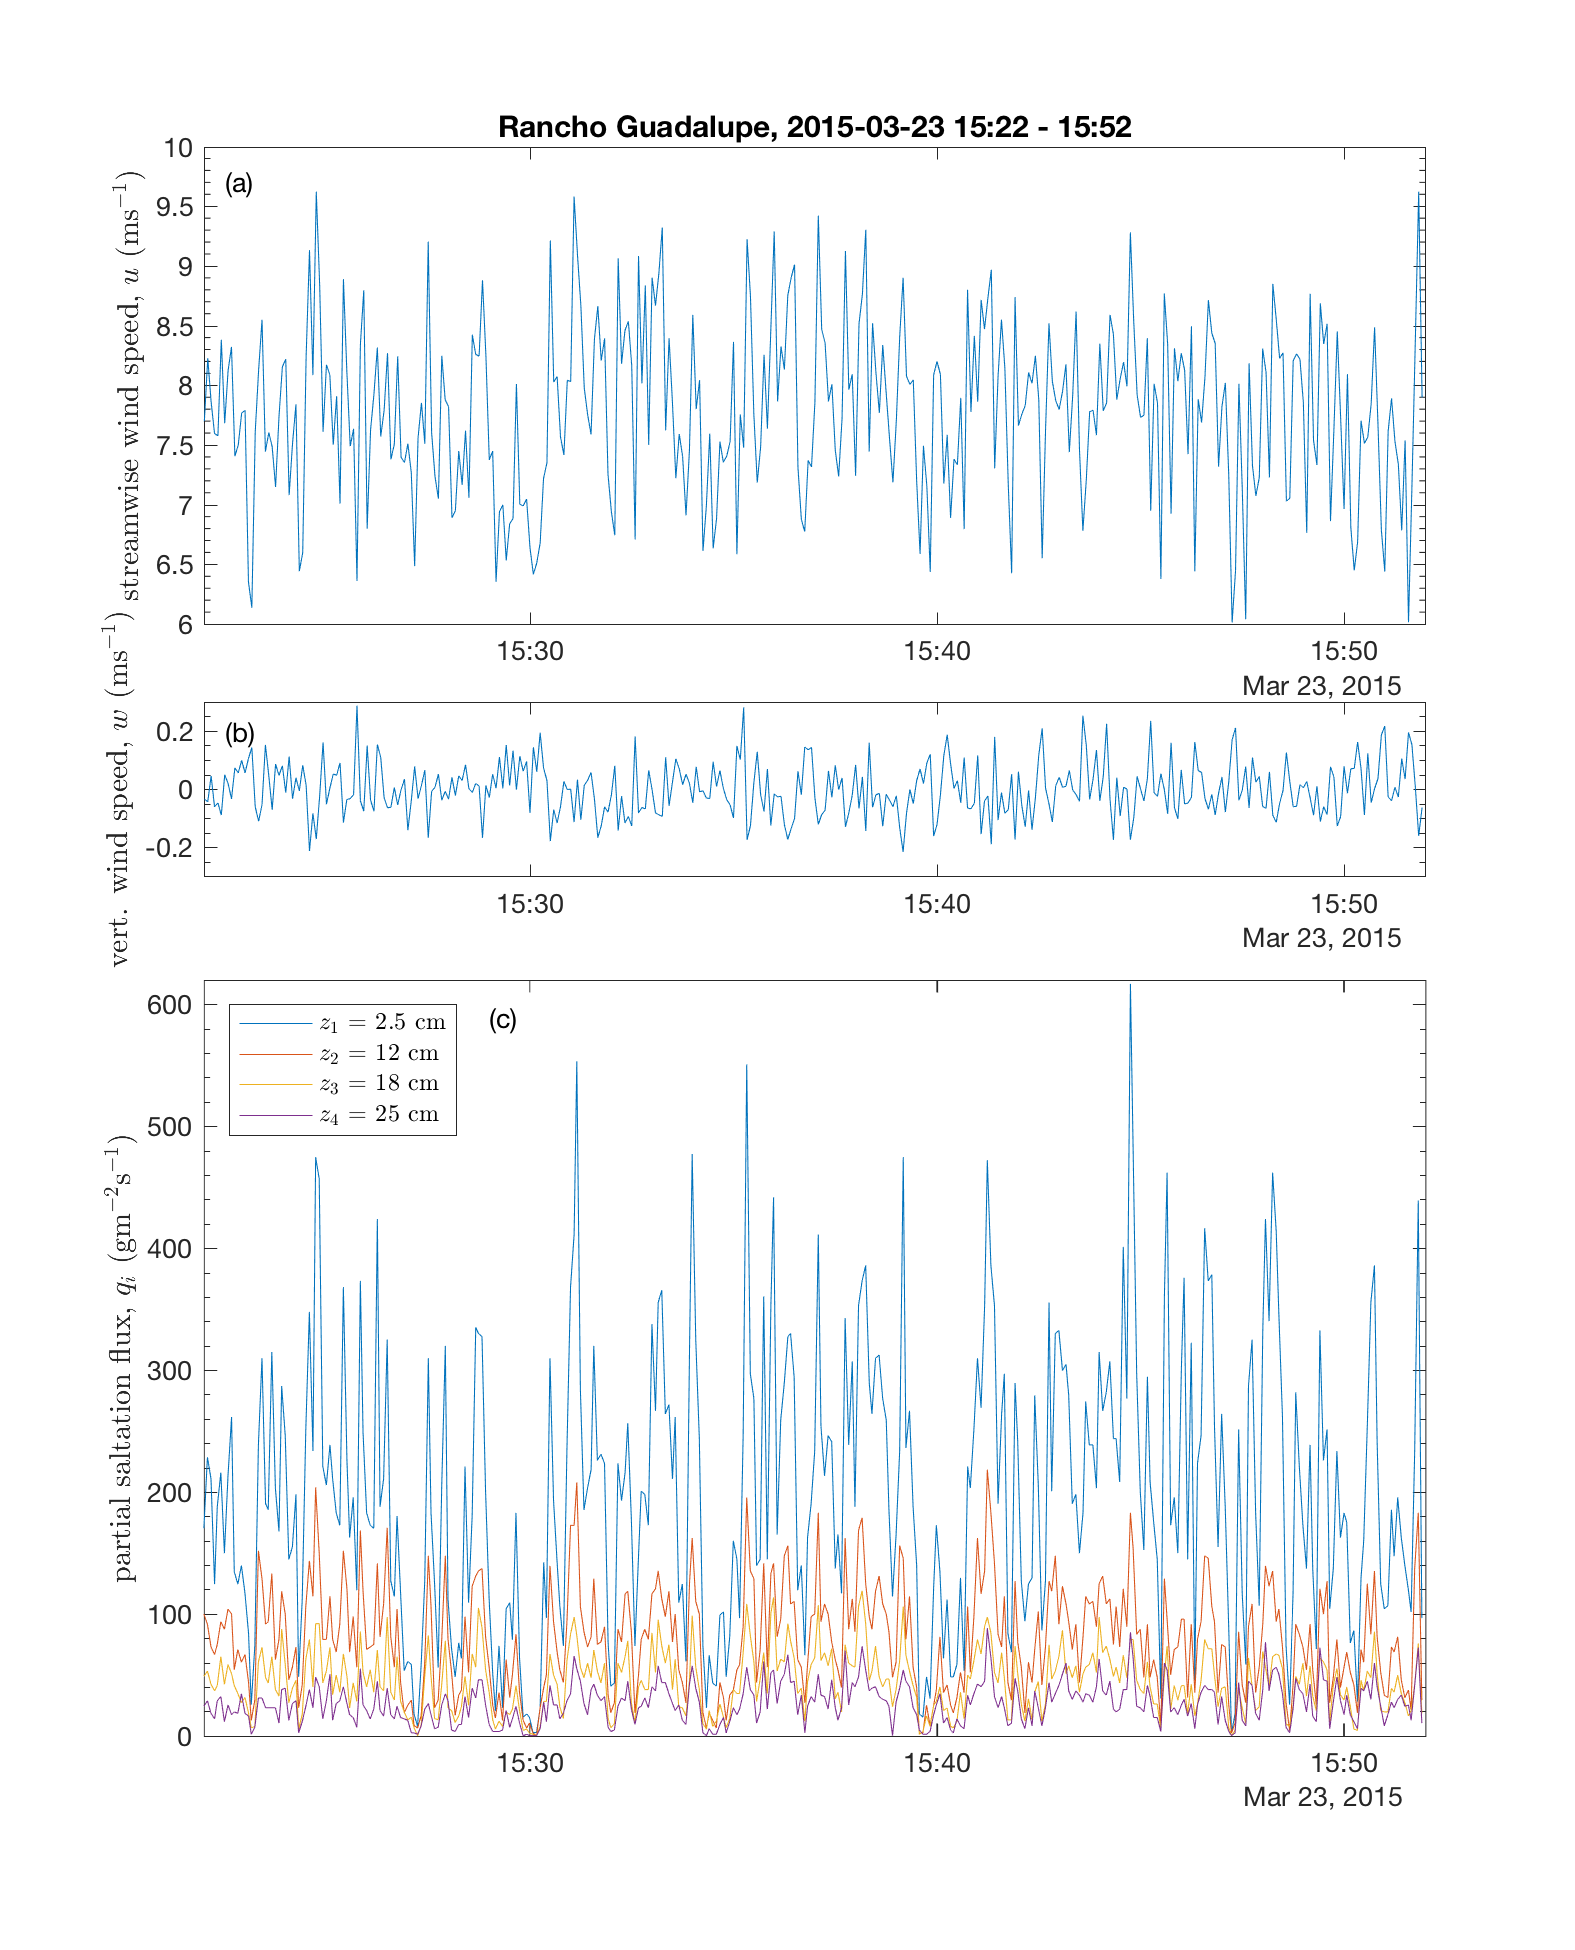 Rancho Guadalupe, 2015-03-23 15:22 - 15:52
(a)
streamwise wind speed, u (ms⁻¹)
10
9.5
9
8.5
8
7.5
7
6.5
6
15:30 15:40 15:50
Mar 23, 2015
(b)
vert. wind speed, w (ms⁻¹)
0.2
0
-0.2
15:30 15:40 15:50
Mar 23, 2015
(c)
z₁ = 2.5 cm
z₂ = 12 cm
z₃ = 18 cm
z₄ = 25 cm
partial saltation flux, qᵢ (gm⁻²s⁻¹)
600
500
400
300
200
100
0
15:30 15:40 15:50
Mar 23, 2015